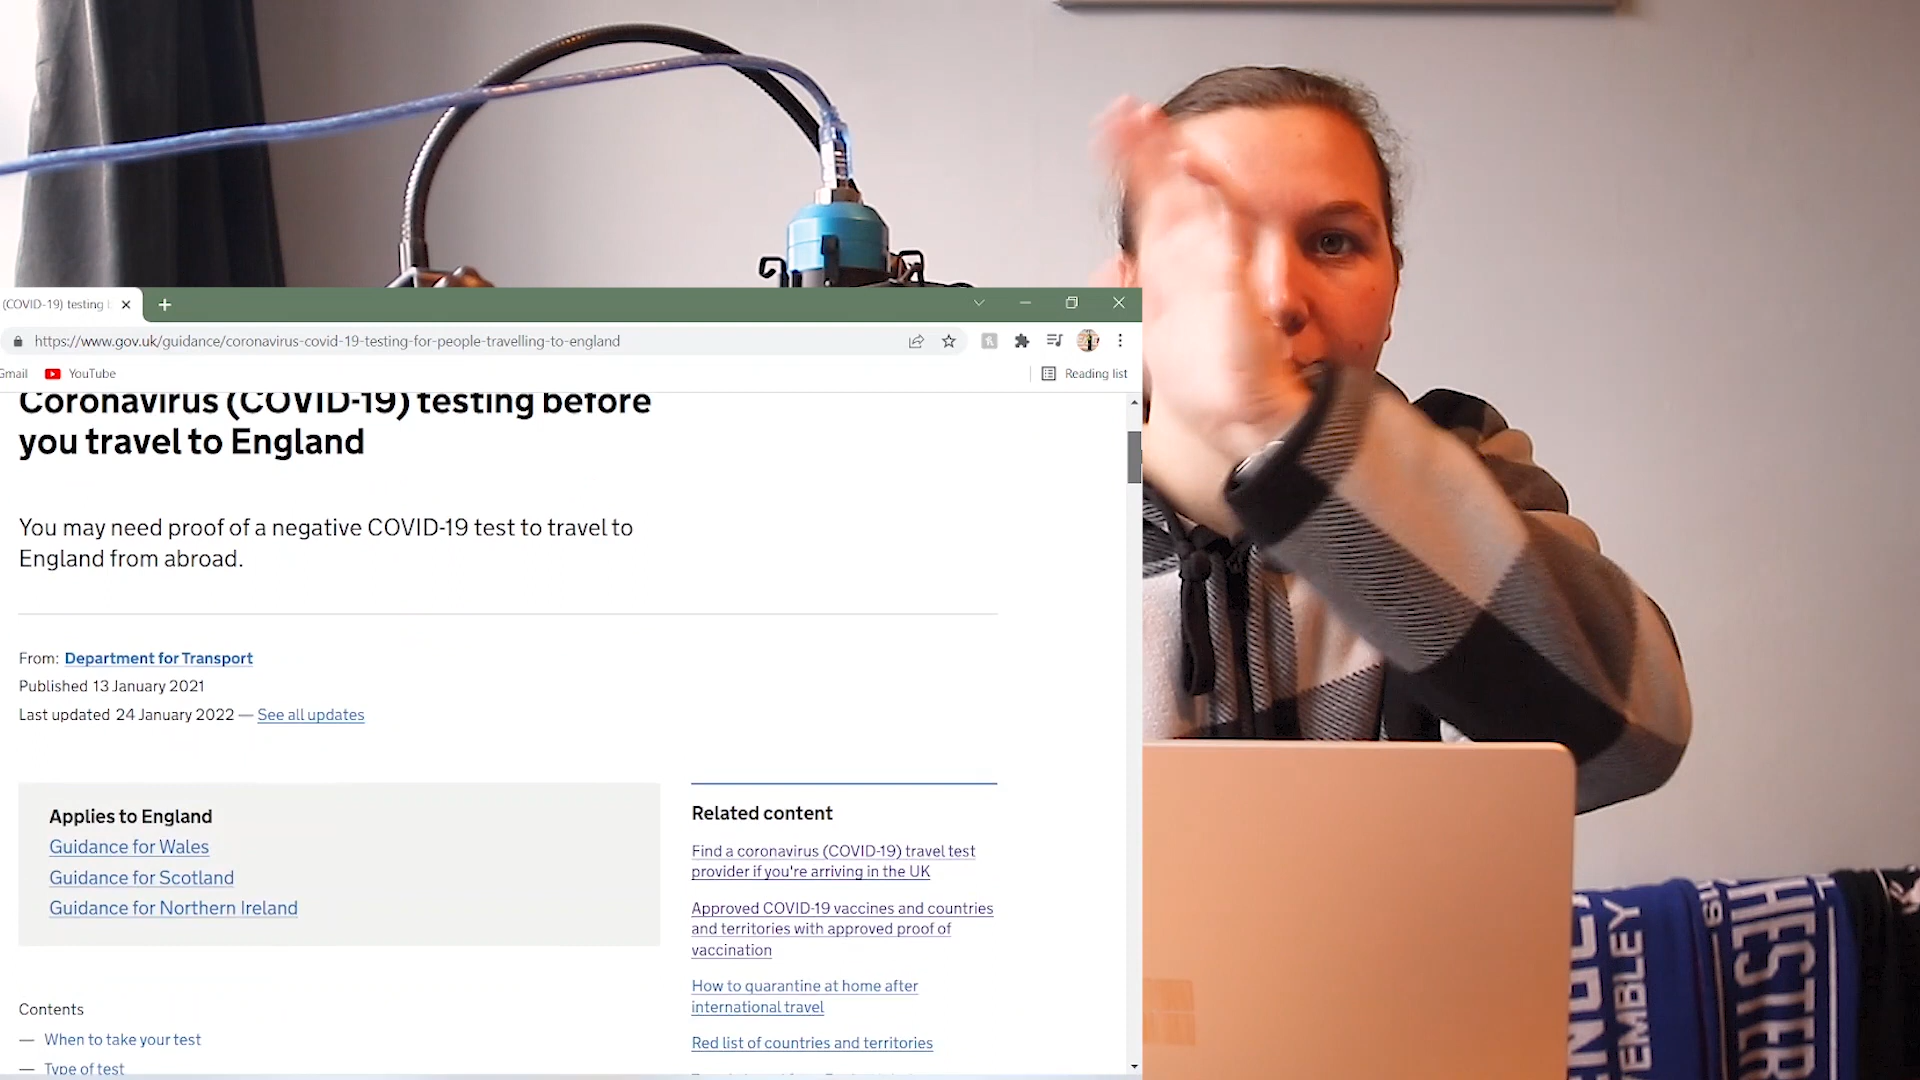 (COVID-19) testing
https://www.gov.uk/guidance/coronavirus-covid-19-testing-for-people-travelling-to-england
Gmail
YouTube
Reading list
Coronavirus (COVID-19) testing before
you travel to England
You may need proof of a negative COVID-19 test to travel to
England from abroad.
From: Department for Transport
Published 13 January 2021
Last updated 24 January 2022 — See all updates
Applies to England
Guidance for Wales
Guidance for Scotland
Guidance for Northern Ireland
Related content
Find a coronavirus (COVID-19) travel test
provider if you're arriving in the UK
Approved COVID-19 vaccines and countries
and territories with approved proof of
vaccination
How to quarantine at home after
international travel
Red list of countries and territories
Contents
— When to take your test
— Type of test
WEMBLEY
HESTER